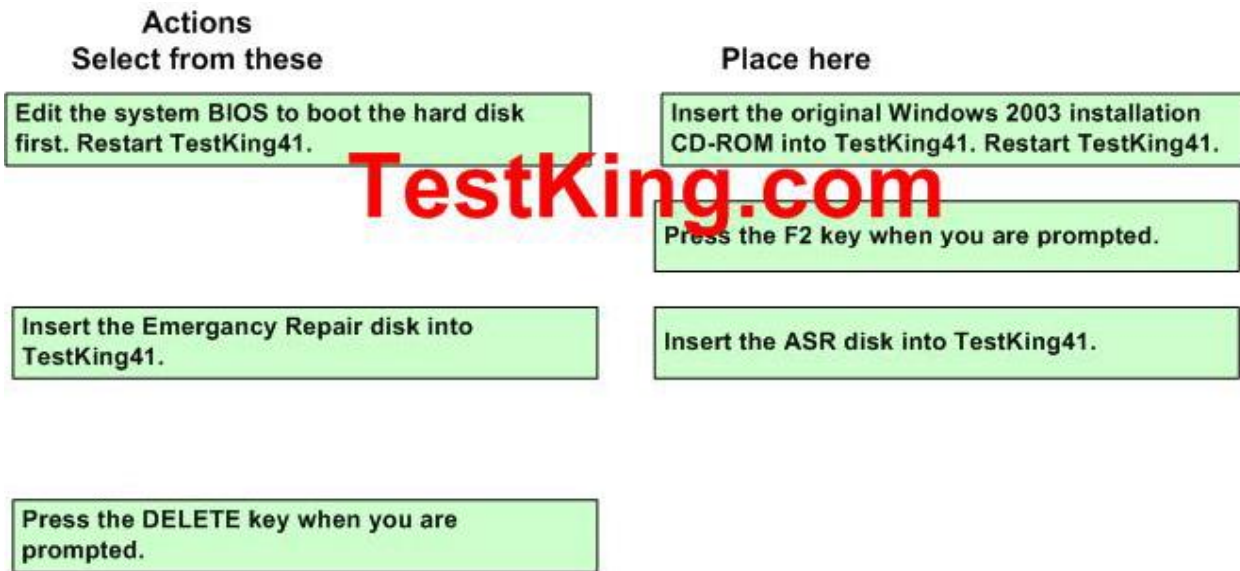 Actions
Select from these
Place here
Edit the system BIOS to boot the hard disk
first. Restart TestKing41.
Insert the original Windows 2003 installation
CD-ROM into TestKing41. Restart TestKing41.
TestKing.com
Press the F2 key when you are prompted.
Insert the Emergancy Repair disk into
TestKing41.
Insert the ASR disk into TestKing41.
Press the DELETE key when you are
prompted.